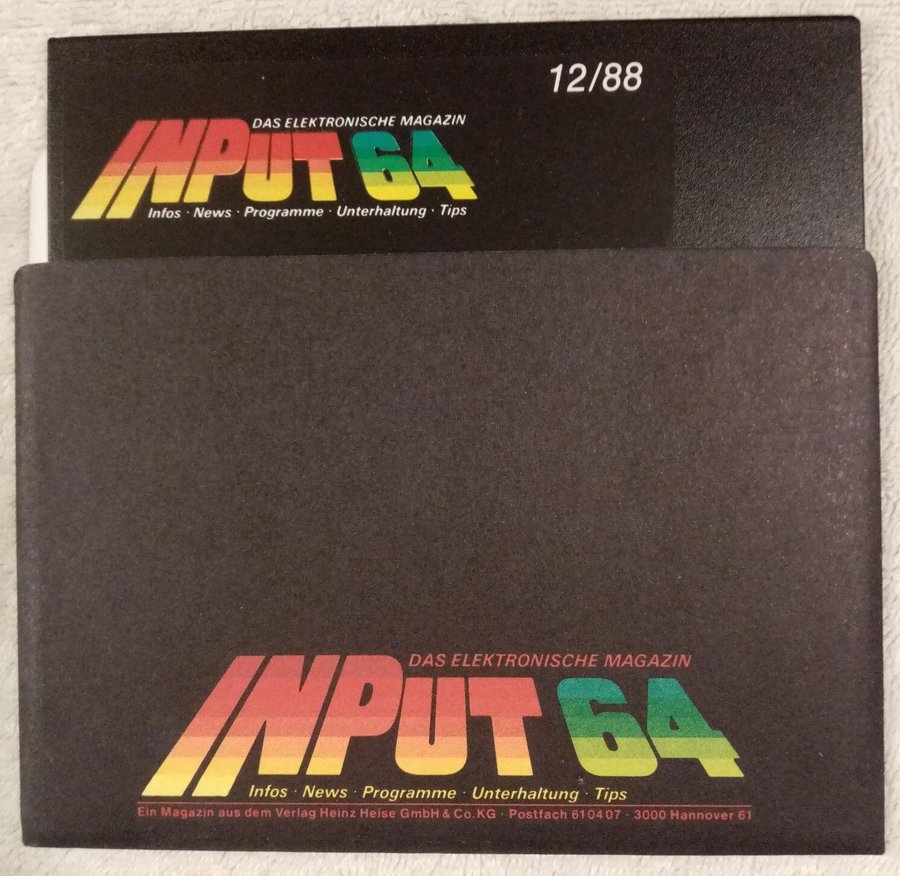 12/88
DAS ELEKTRONISCHE MAGAZIN
INPUT 64
Infos · News · Programme · Unterhaltung · Tips
DAS ELEKTRONISCHE MAGAZIN
INPUT 64
Infos · News · Programme · Unterhaltung · Tips
Ein Magazin aus dem Verlag Heinz Heise GmbH & Co. KG · Postfach 610407 · 3000 Hannover 61